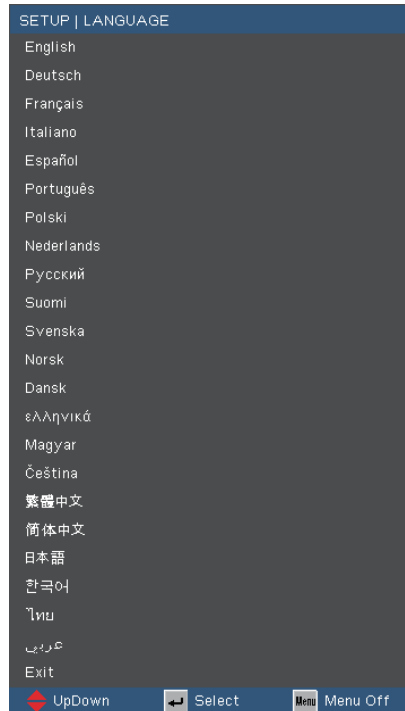 SETUP | LANGUAGE
English
Deutsch
Français
Italiano
Español
Português
Polski
Nederlands
Русский
Suomi
Svenska
Norsk
Dansk
ελληνικά
Magyar
Čeština
繁體中文
简体中文
日本語
한국어
ไทย
عربي
Exit
UpDown Select Menu Menu Off